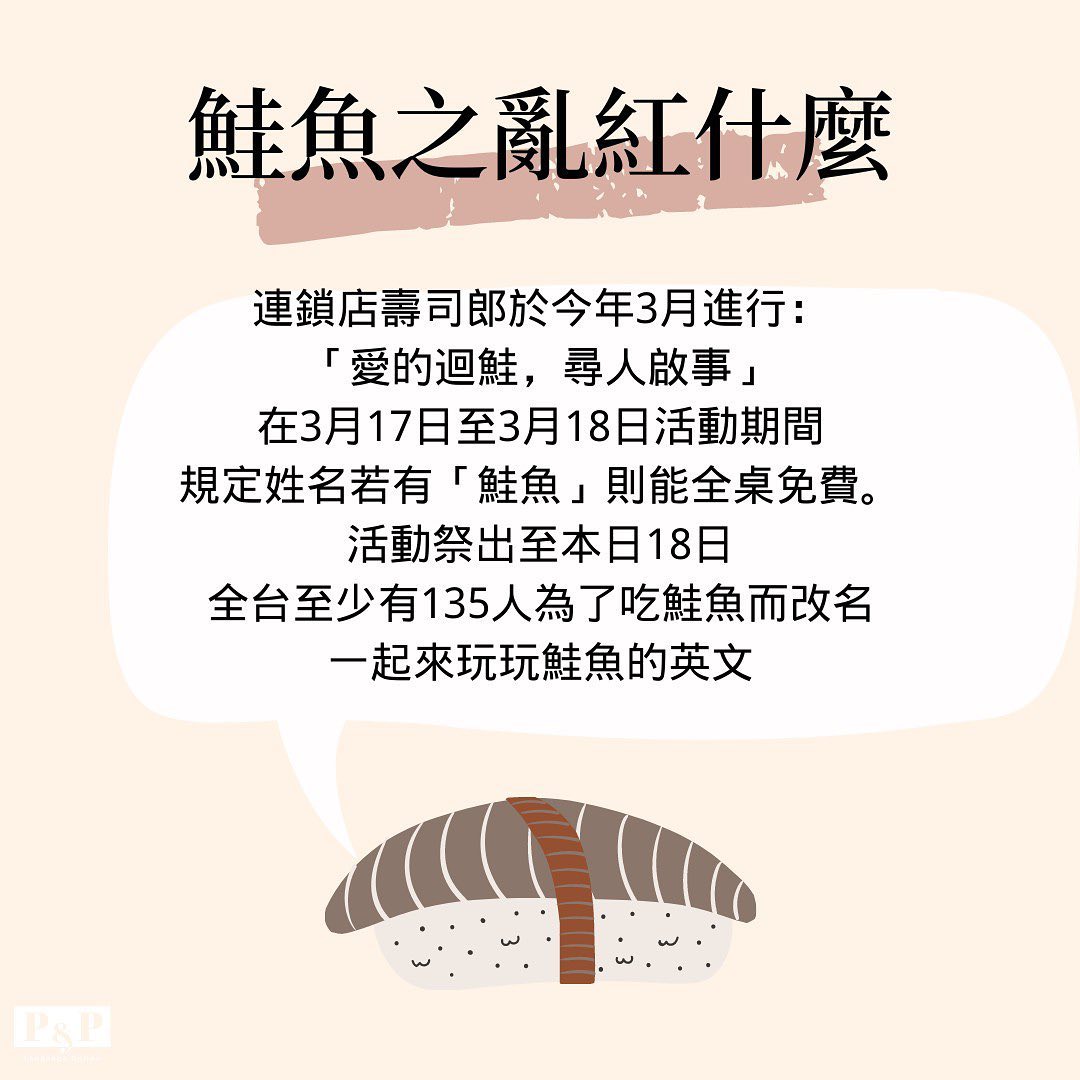 鮭魚之亂紅什麼
連鎖店壽司郎於今年3月進行：
「愛的迴鮭，尋人啟事」
在3月17日至3月18日活動期間
規定姓名若有「鮭魚」則能全桌免費。
活動祭出至本日18日
全台至少有135人為了吃鮭魚而改名
一起來玩玩鮭魚的英文
P&P